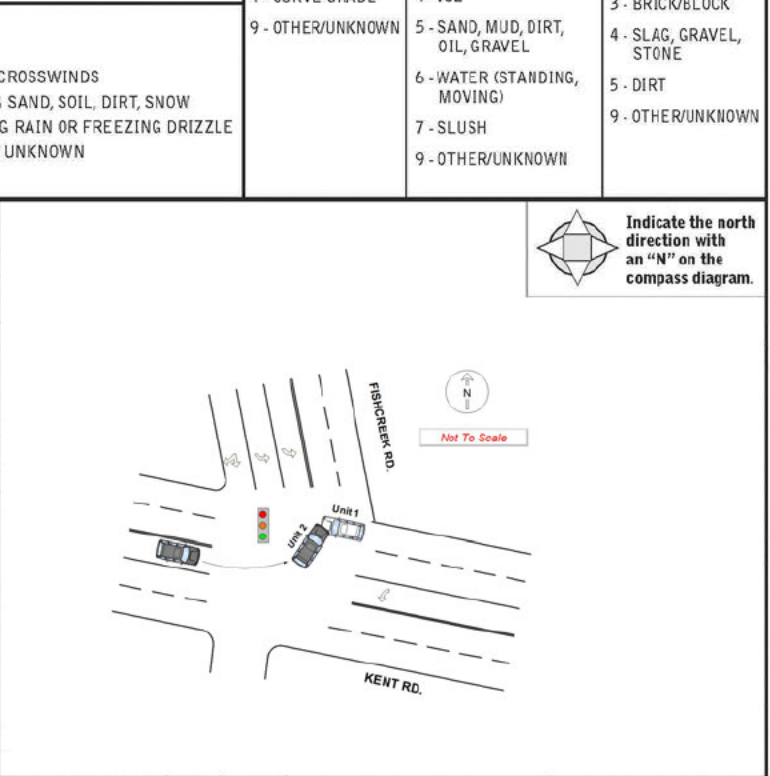 CROSSWINDS
SAND, SOIL, DIRT, SNOW
RAIN OR FREEZING DRIZZLE
UNKNOWN
9 - OTHER/UNKNOWN
5 - SAND, MUD, DIRT,
OIL, GRAVEL
6 - WATER (STANDING,
MOVING)
7 - SLUSH
9 - OTHER/UNKNOWN
3 - BRICK/BLOCK
4 - SLAG, GRAVEL,
STONE
5 - DIRT
9 - OTHER/UNKNOWN
Indicate the north
direction with
an “N” on the
compass diagram.
N
Not To Scale
FISHCREEK RD.
Unit 1
Unit 2
KENT RD.